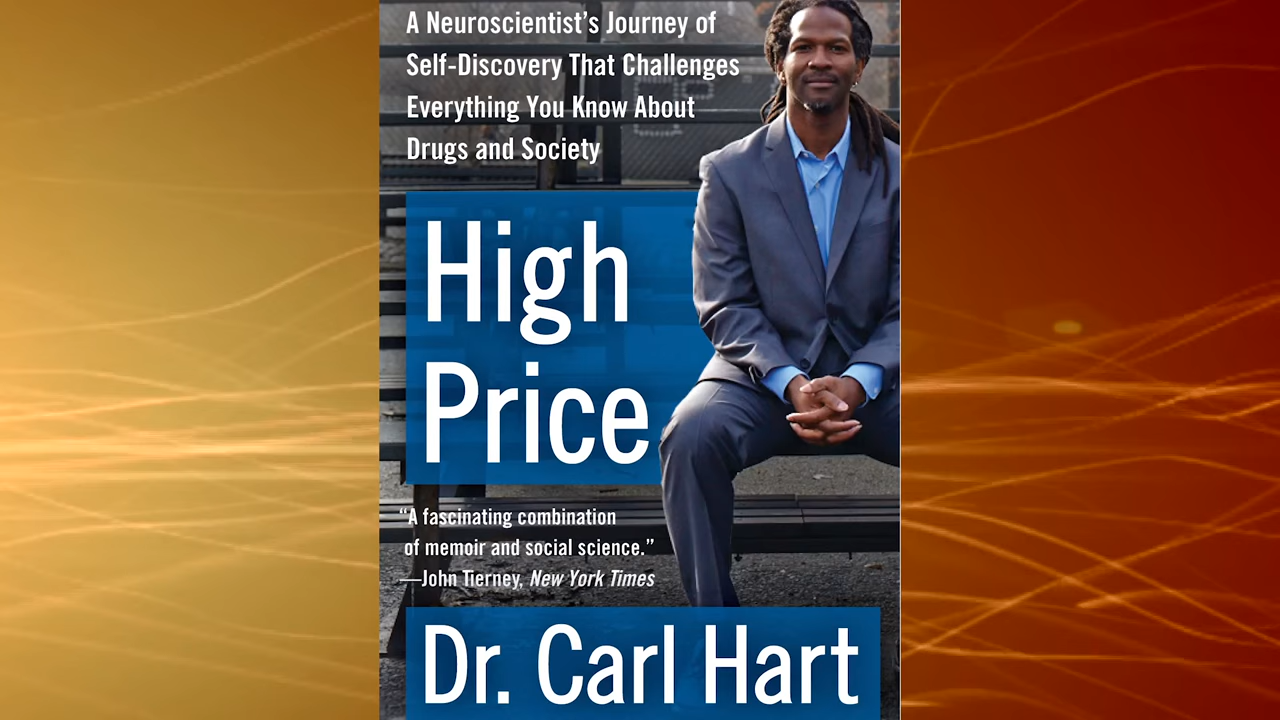 A Neuroscientist's Journey of
Self-Discovery That Challenges
Everything You Know About
Drugs and Society
High
Price
“A fascinating combination
of memoir and social science.”
—John Tierney, New York Times
Dr. Carl Hart